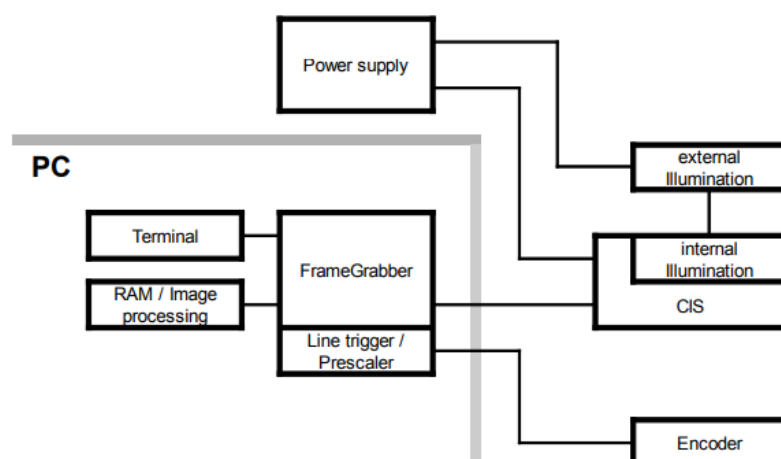 Power supply
PC
external
Illumination
Terminal
FrameGrabber
internal
Illumination
RAM / Image
processing
CIS
Line trigger /
Prescaler
Encoder